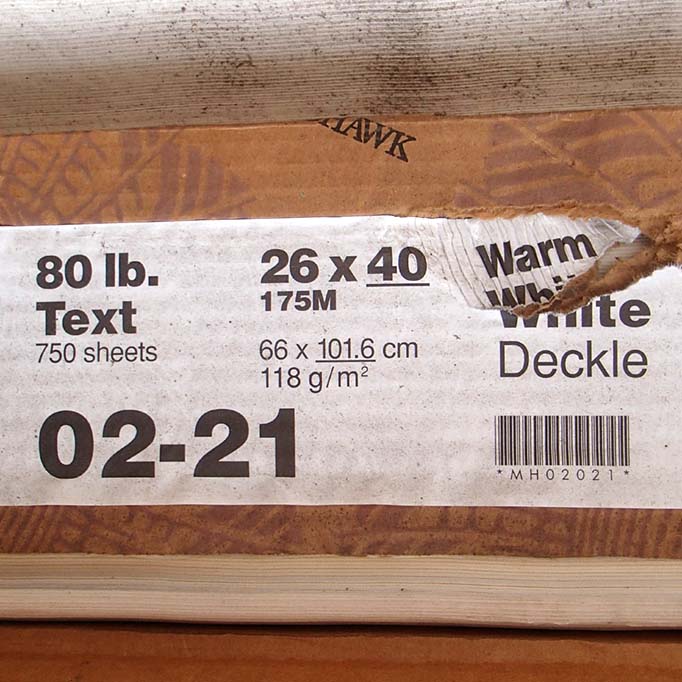 HAWK
80 lb.
Text
750 sheets
26 x 40
175M
66 x 101.6 cm
118 g/m²
Warm
White
Deckle
02-21
*MH02021*